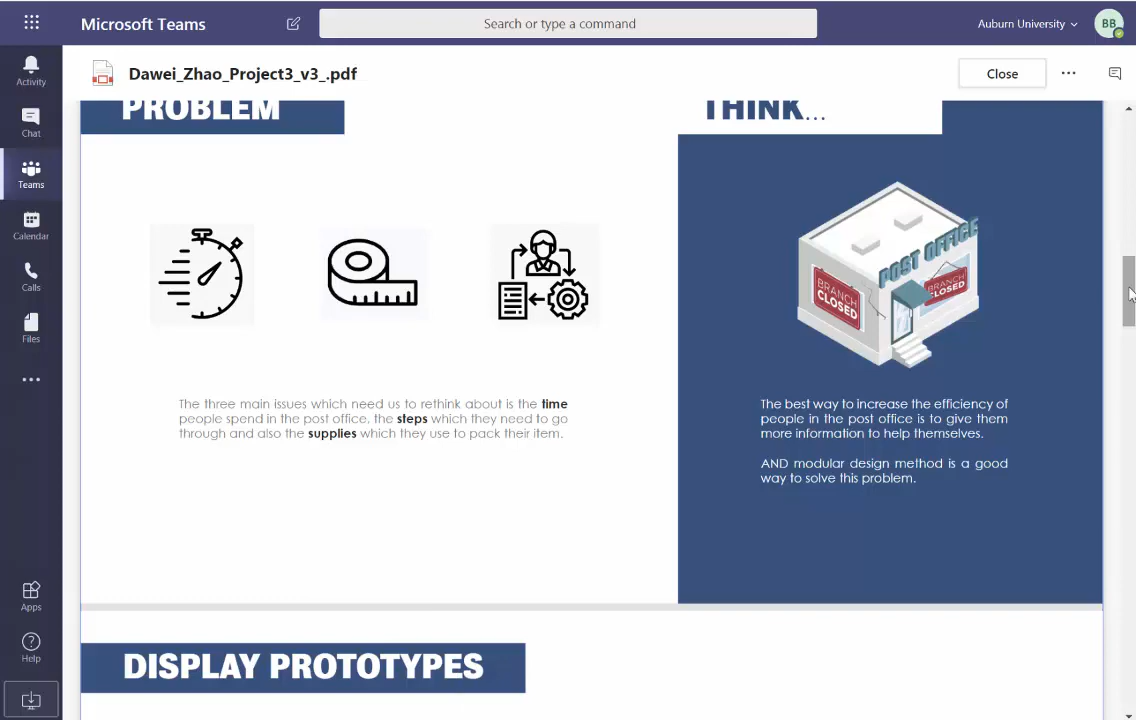 Microsoft Teams
Search or type a command
Auburn University
BB
Activity
Chat
Teams
Calendar
Calls
Files
Apps
Help
Dawei_Zhao_Project3_v3_.pdf
Close
PROBLEM
THINK...
POST OFFICE
BRANCH
CLOSED
BRANCH
CLOSED
The three main issues which need us to rethink about is the time
people spend in the post office, the steps which they need to go
through and also the supplies which they use to pack their item.
The best way to increase the efficiency of
people in the post office is to give them
more information to help themselves.
AND modular design method is a good
way to solve this problem.
DISPLAY PROTOTYPES